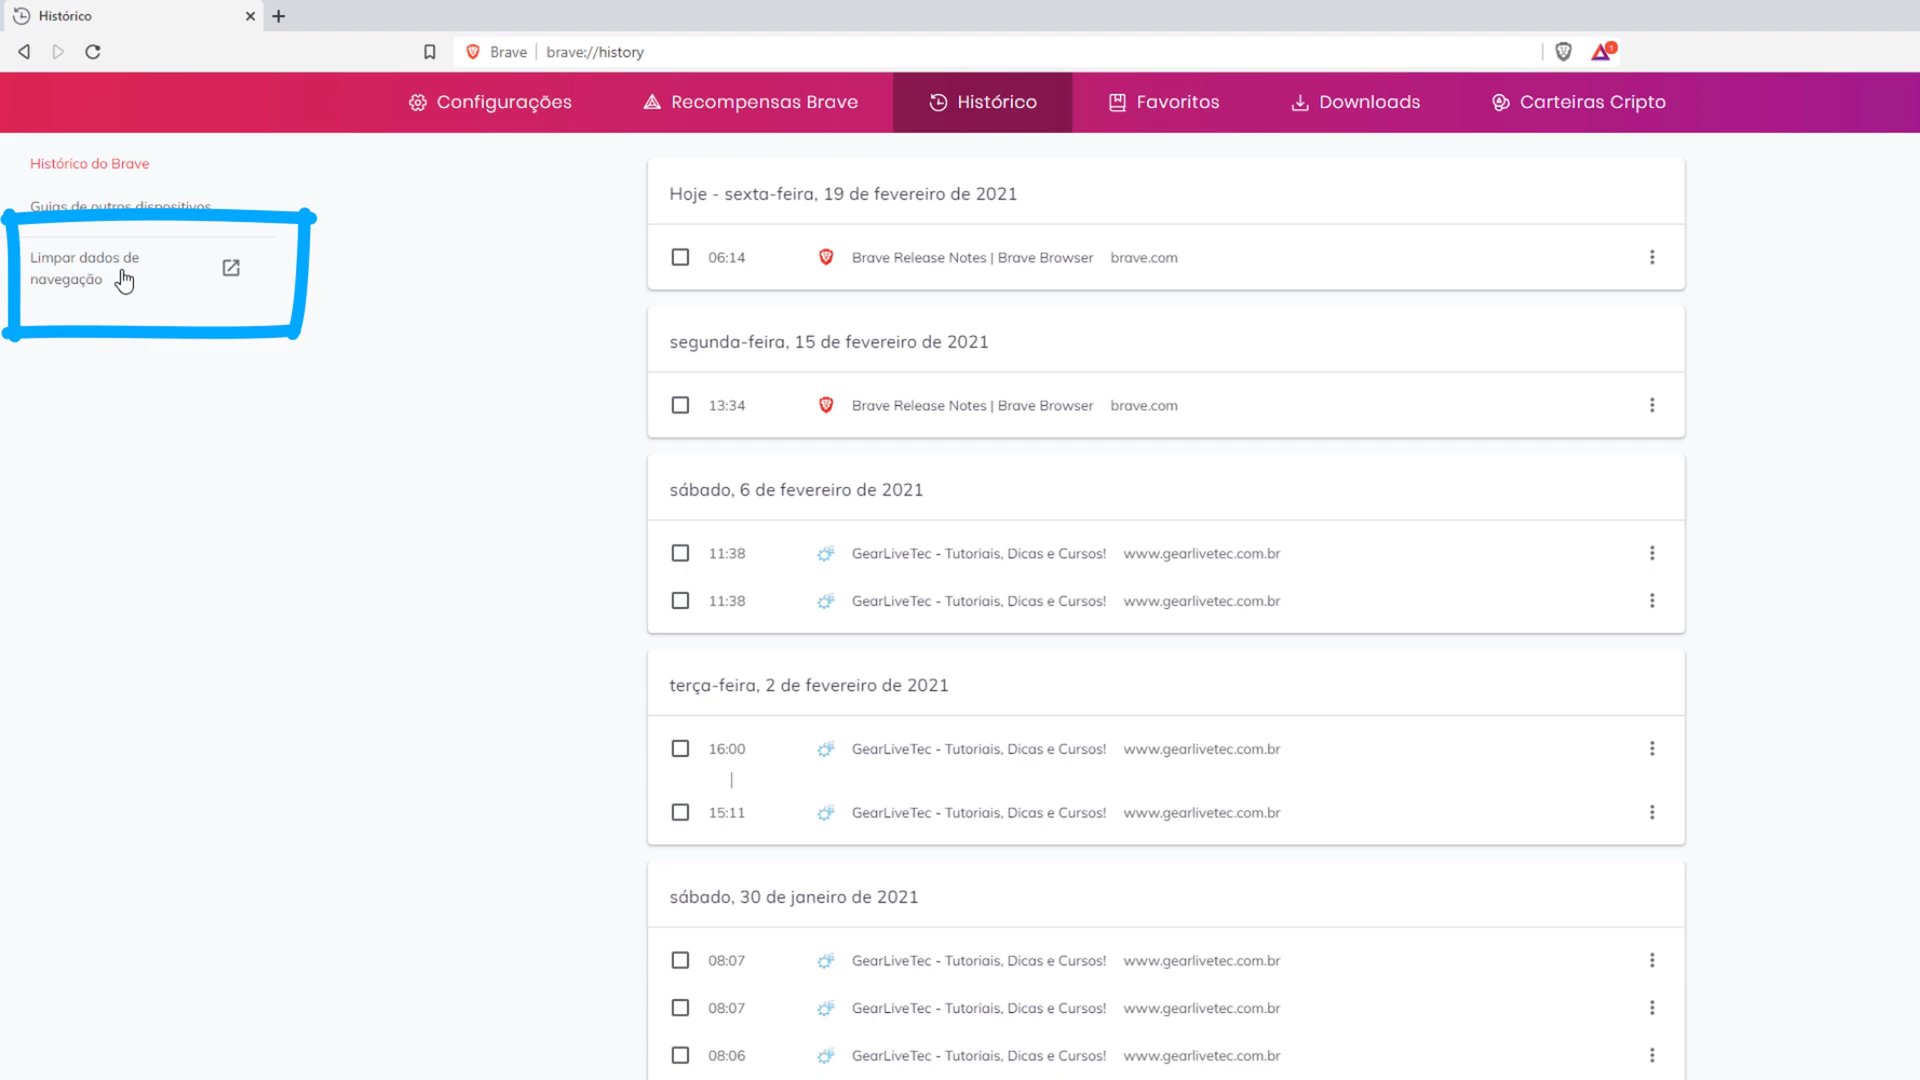 Histórico
Brave
brave://history
1
Configurações
Recompensas Brave
Histórico
Favoritos
Downloads
Carteiras Cripto
Histórico do Brave
Guias de outros dispositivos
Limpar dados de
navegação
Hoje - sexta-feira, 19 de fevereiro de 2021
06:14 Brave Release Notes | Brave Browser brave.com
segunda-feira, 15 de fevereiro de 2021
13:34 Brave Release Notes | Brave Browser brave.com
sábado, 6 de fevereiro de 2021
11:38 GearLiveTec - Tutoriais, Dicas e Cursos! www.gearlivetec.com.br
11:38 GearLiveTec - Tutoriais, Dicas e Cursos! www.gearlivetec.com.br
terça-feira, 2 de fevereiro de 2021
16:00 GearLiveTec - Tutoriais, Dicas e Cursos! www.gearlivetec.com.br
15:11 GearLiveTec - Tutoriais, Dicas e Cursos! www.gearlivetec.com.br
sábado, 30 de janeiro de 2021
08:07 GearLiveTec - Tutoriais, Dicas e Cursos! www.gearlivetec.com.br
08:07 GearLiveTec - Tutoriais, Dicas e Cursos! www.gearlivetec.com.br
08:06 GearLiveTec - Tutoriais, Dicas e Cursos! www.gearlivetec.com.br